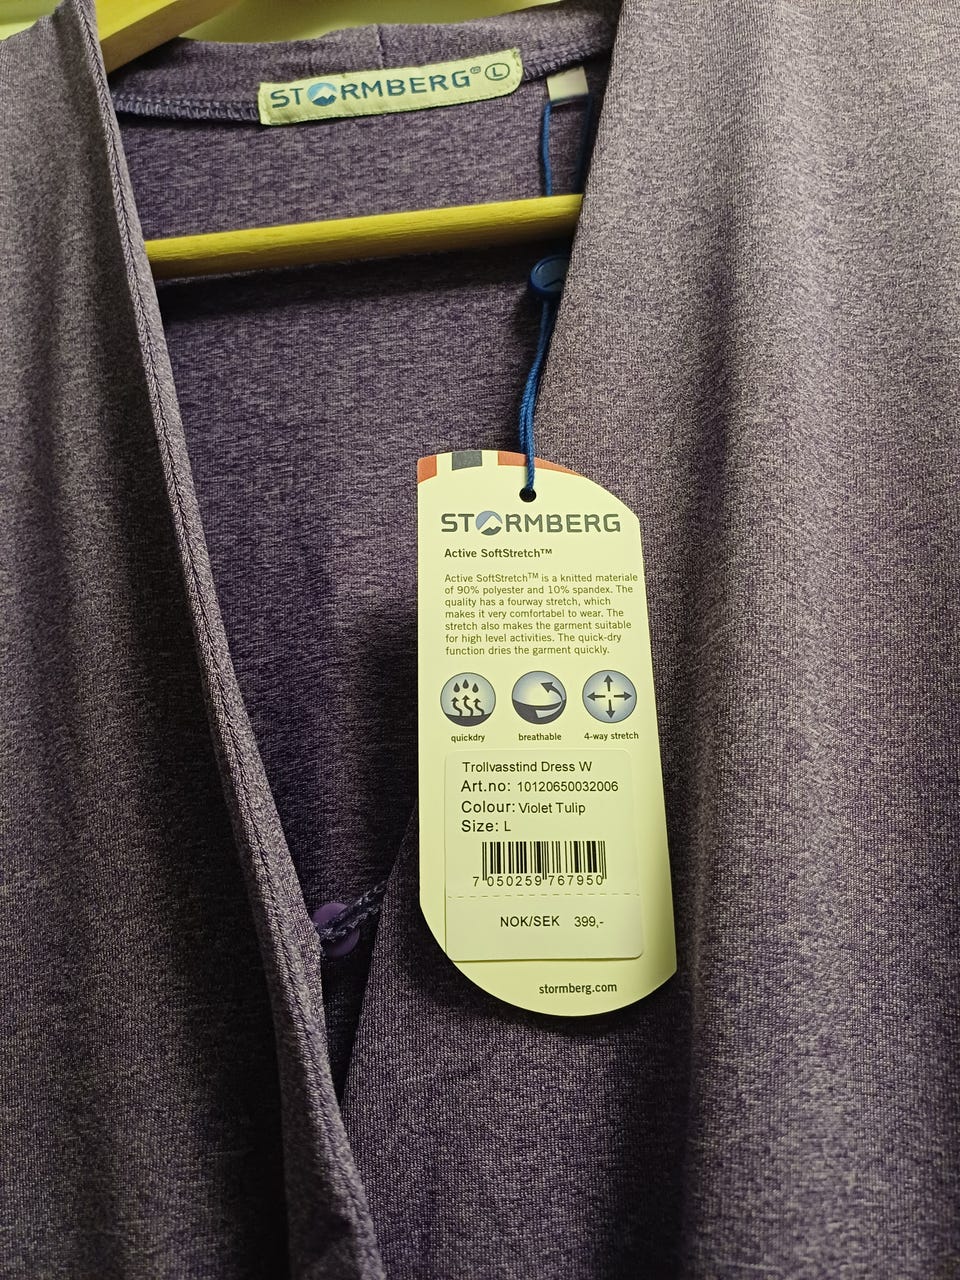 STORMBERG® L
STORMBERG
Active SoftStretch™
Active SoftStretch™ is a knitted materiale
of 90% polyester and 10% spandex. The
quality has a fourway stretch, which
makes it very comfortabel to wear. The
stretch also makes the garment suitable
for high level activities. The quick-dry
function dries the garment quickly.
quickdry breathable 4-way stretch
Trollvasstind Dress W
Art.no: 10120650032006
Colour: Violet Tulip
Size: L
7 050259 767950
NOK/SEK 399,-
stormberg.com